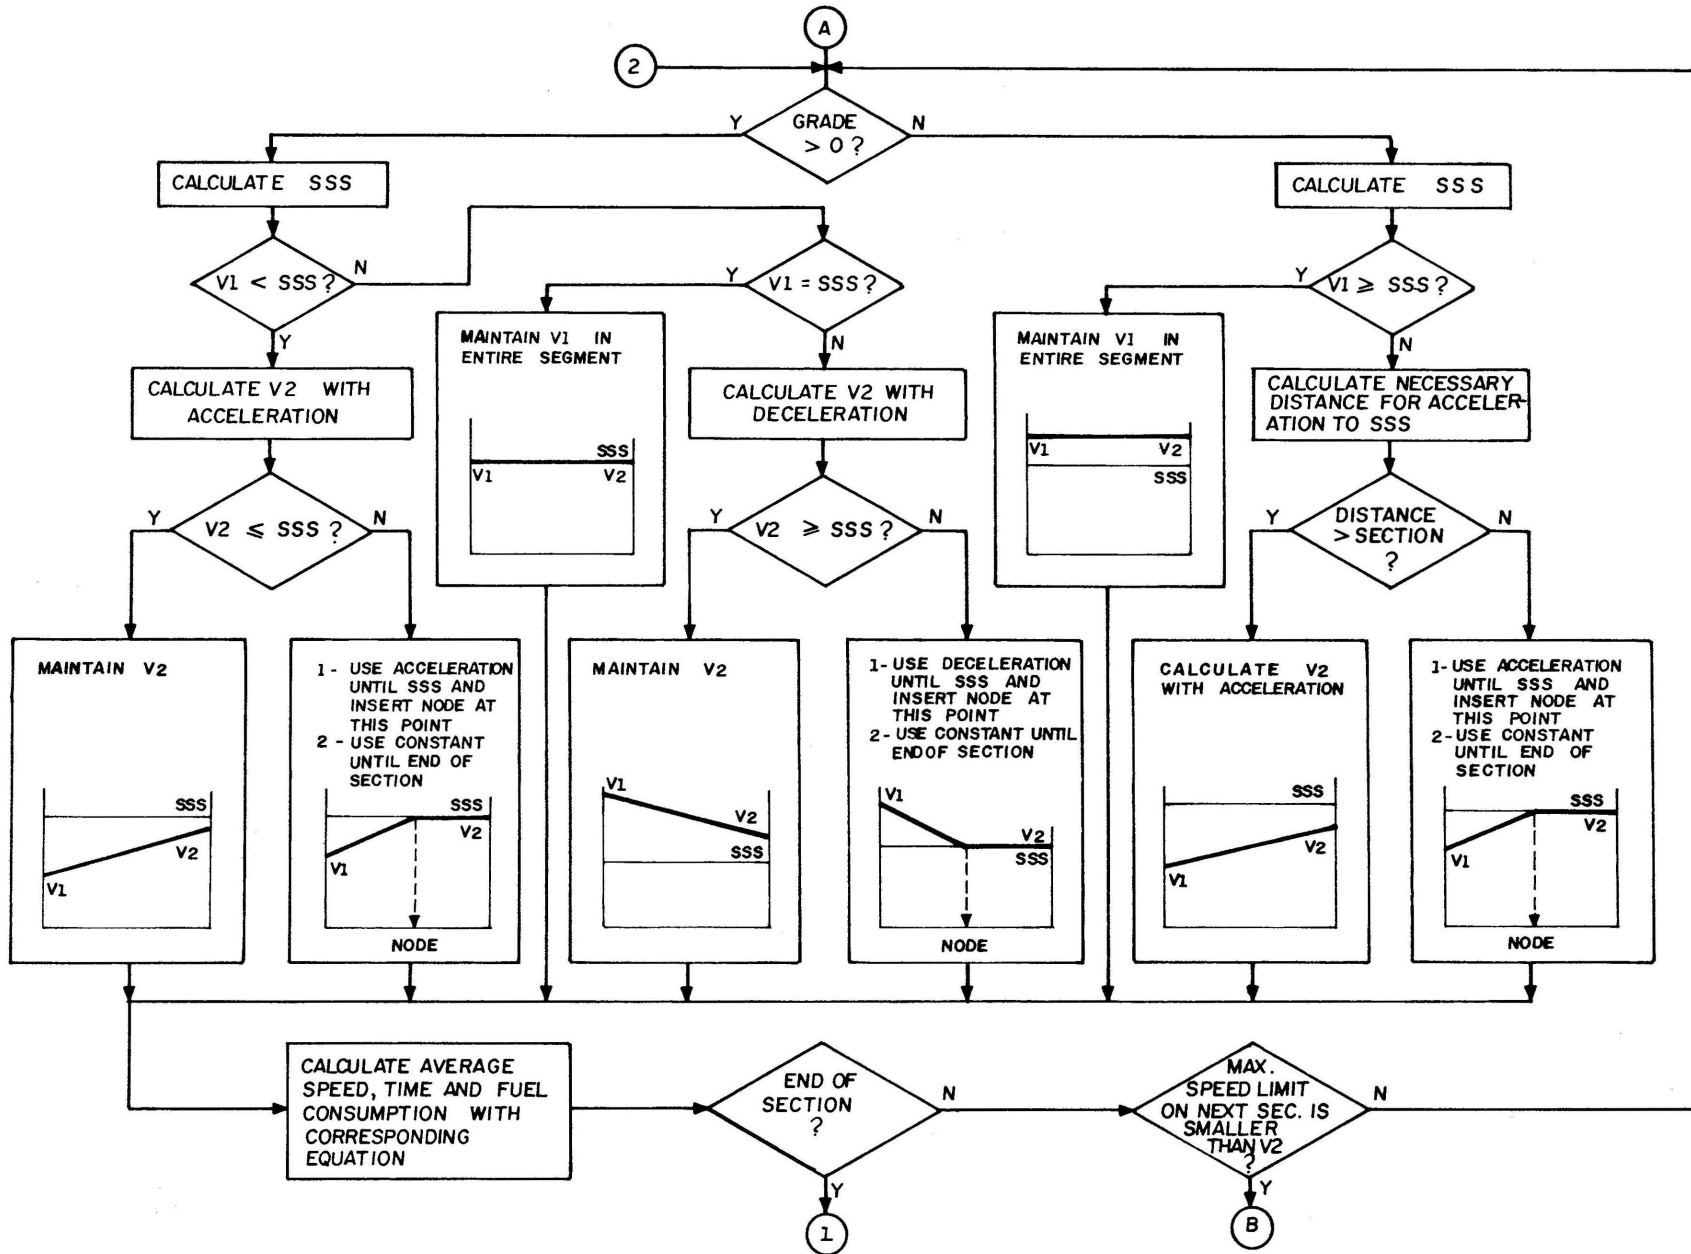 A
2
GRADE
> 0 ?
Y
N
CALCULATE SSS
CALCULATE SSS
V1 < SSS ?
N
Y
V1 = SSS ?
Y
N
V1 ⩾ SSS ?
Y
N
MAINTAIN V1 IN
ENTIRE SEGMENT
SSS
V1
V2
MAINTAIN V1 IN
ENTIRE SEGMENT
V1
V2
SSS
CALCULATE V2 WITH
ACCELERATION
CALCULATE V2 WITH
DECELERATION
CALCULATE NECESSARY
DISTANCE FOR ACCELER-
ATION TO SSS
V2 ⩽ SSS ?
Y
N
V2 ⩾ SSS ?
Y
N
DISTANCE
> SECTION
?
Y
N
MAINTAIN V2
SSS
V2
V1
1 - USE ACCELERATION
UNTIL SSS AND
INSERT NODE AT
THIS POINT
2 - USE CONSTANT
UNTIL END OF
SECTION
SSS
V2
V1
NODE
MAINTAIN V2
V1
V2
SSS
1- USE DECELERATION
UNTIL SSS AND
INSERT NODE AT
THIS POINT
2- USE CONSTANT UNTIL
ENDOF SECTION
V1
V2
SSS
NODE
CALCULATE V2
WITH ACCELERATION
SSS
V2
V1
1- USE ACCELERATION
UNTIL SSS AND
INSERT NODE AT
THIS POINT
2- USE CONSTANT
UNTIL END OF
SECTION
SSS
V2
V1
NODE
CALCULATE AVERAGE
SPEED, TIME AND FUEL
CONSUMPTION WITH
CORRESPONDING
EQUATION
END OF
SECTION
?
N
Y
1
MAX.
SPEED LIMIT
ON NEXT SEC. IS
SMALLER
THAN V2
?
N
Y
B